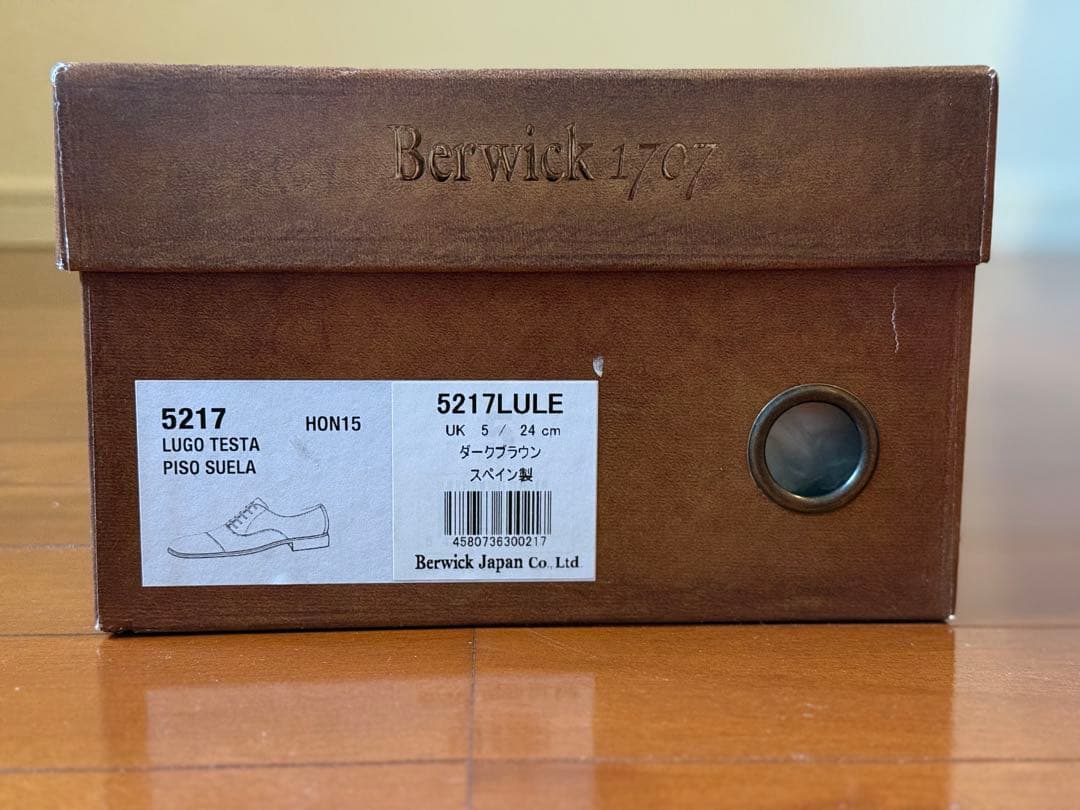 Berwick 1707
5217
HON15
LUGO TESTA
PISO SUELA
5217LULE
UK 5 / 24 cm
ダークブラウン
スペイン製
4580736300217
Berwick Japan Co., Ltd.